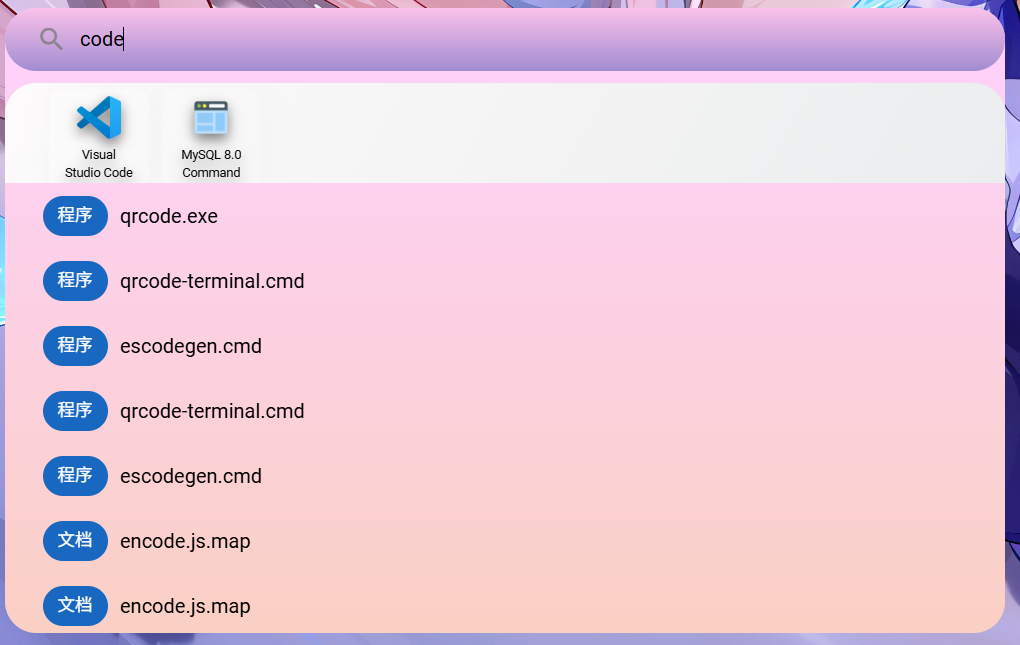 code
Visual
Studio Code
MySQL 8.0
Command
程序 qrcode.exe
程序 qrcode-terminal.cmd
程序 escodegen.cmd
程序 qrcode-terminal.cmd
程序 escodegen.cmd
文档 encode.js.map
文档 encode.js.map